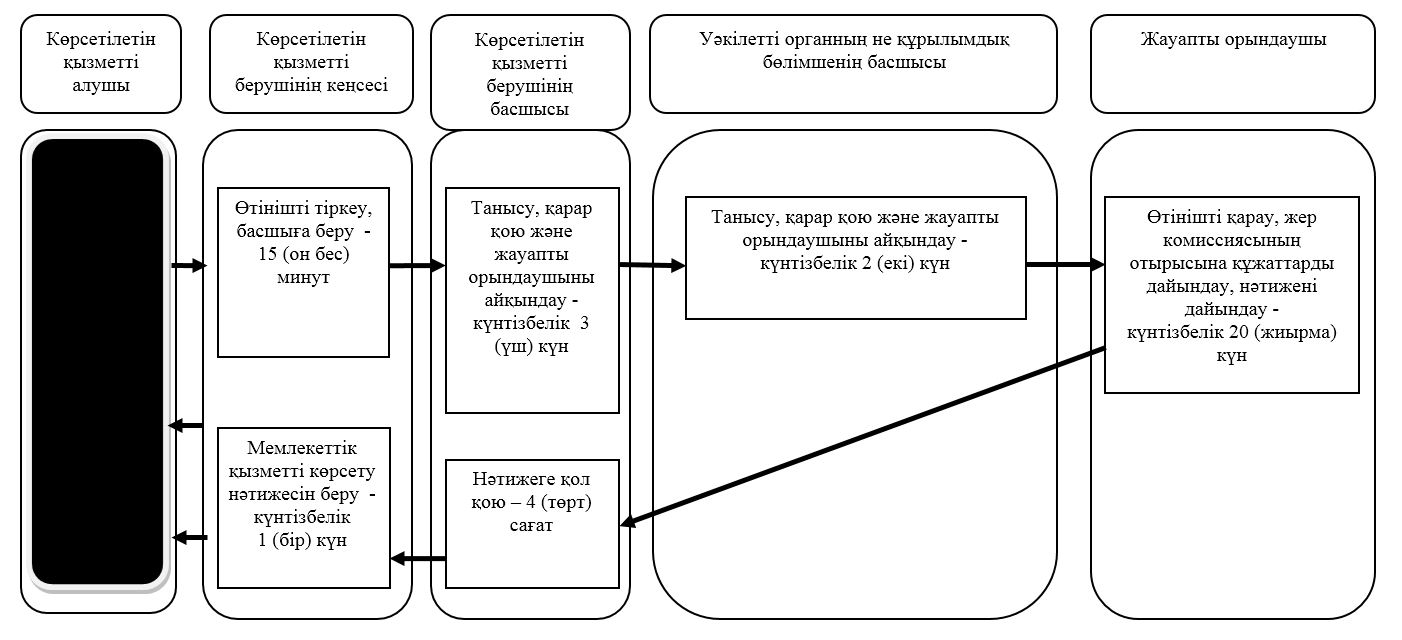 Көрсетілетін
қызметті
алушы
Көрсетілетін
қызметті
берушінің кеңсесі
Көрсетілетін
қызметті
берушінің
басшысы
Уәкілетті органның не құрылымдық
бөлімшенің басшысы
Жауапты орындаушы
Өтінішті тіркеу,
басшыға беру -
15 (он бес)
минут
Танысу, қарар
қою және
жауапты
орындаушыны
айқындау -
күнтізбелік 3
(үш) күн
Танысу, қарар қою және жауапты
орындаушыны айқындау -
күнтізбелік 2 (екі) күн
Өтінішті қарау, жер
комиссиясының
отырысына құжаттарды
дайындау, нәтижені
дайындау -
күнтізбелік 20 (жиырма)
күн
Мемлекеттік
қызметті көрсету
нәтижесін беру -
күнтізбелік
1 (бір) күн
Нәтижеге қол
қою – 4 (төрт)
сағат